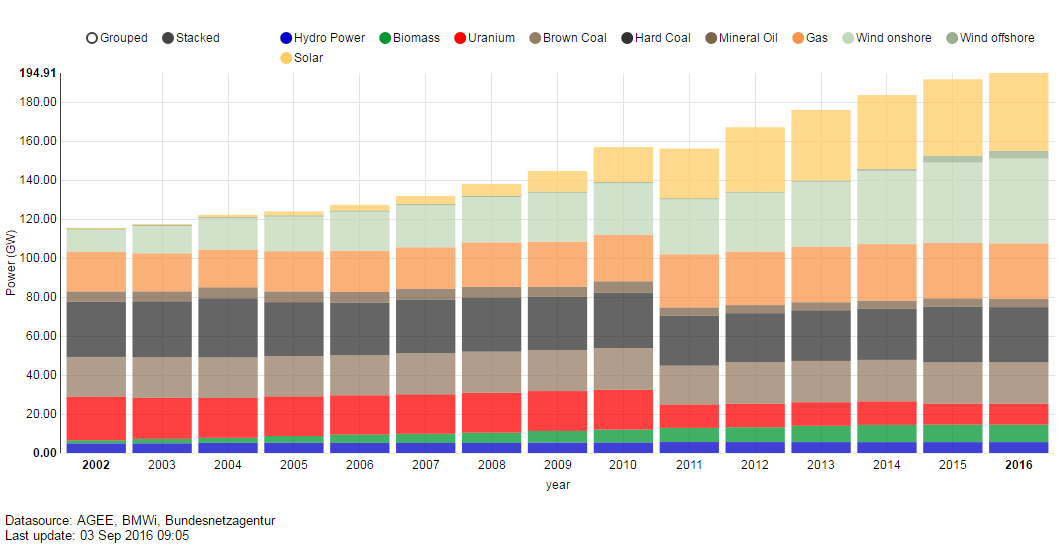 Grouped Stacked Hydro Power Biomass Uranium Brown Coal Hard Coal Mineral Oil Gas Wind onshore Wind offshore
Solar
194.91
180.00
160.00
140.00
120.00
100.00
80.00
60.00
40.00
20.00
0.00
Power (GW)
2002 2003 2004 2005 2006 2007 2008 2009 2010 2011 2012 2013 2014 2015 2016
year
Datasource: AGEE, BMWi, Bundesnetzagentur
Last update: 03 Sep 2016 09:05